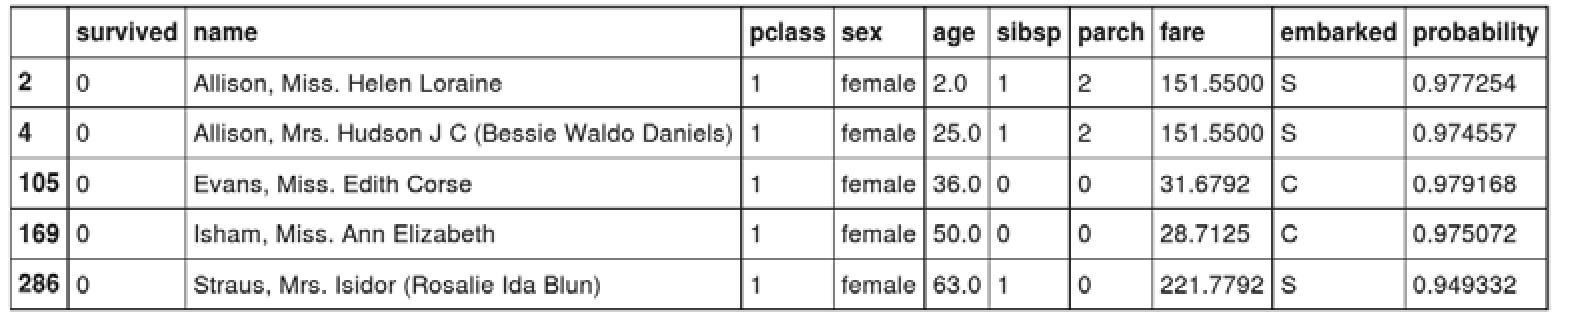 survived name pclass sex age sibsp parch fare embarked probability
2 0 Allison, Miss. Helen Loraine 1 female 2.0 1 2 151.5500 S 0.977254
4 0 Allison, Mrs. Hudson J C (Bessie Waldo Daniels) 1 female 25.0 1 2 151.5500 S 0.974557
105 0 Evans, Miss. Edith Corse 1 female 36.0 0 0 31.6792 C 0.979168
169 0 Isham, Miss. Ann Elizabeth 1 female 50.0 0 0 28.7125 C 0.975072
286 0 Straus, Mrs. Isidor (Rosalie Ida Blun) 1 female 63.0 1 0 221.7792 S 0.949332